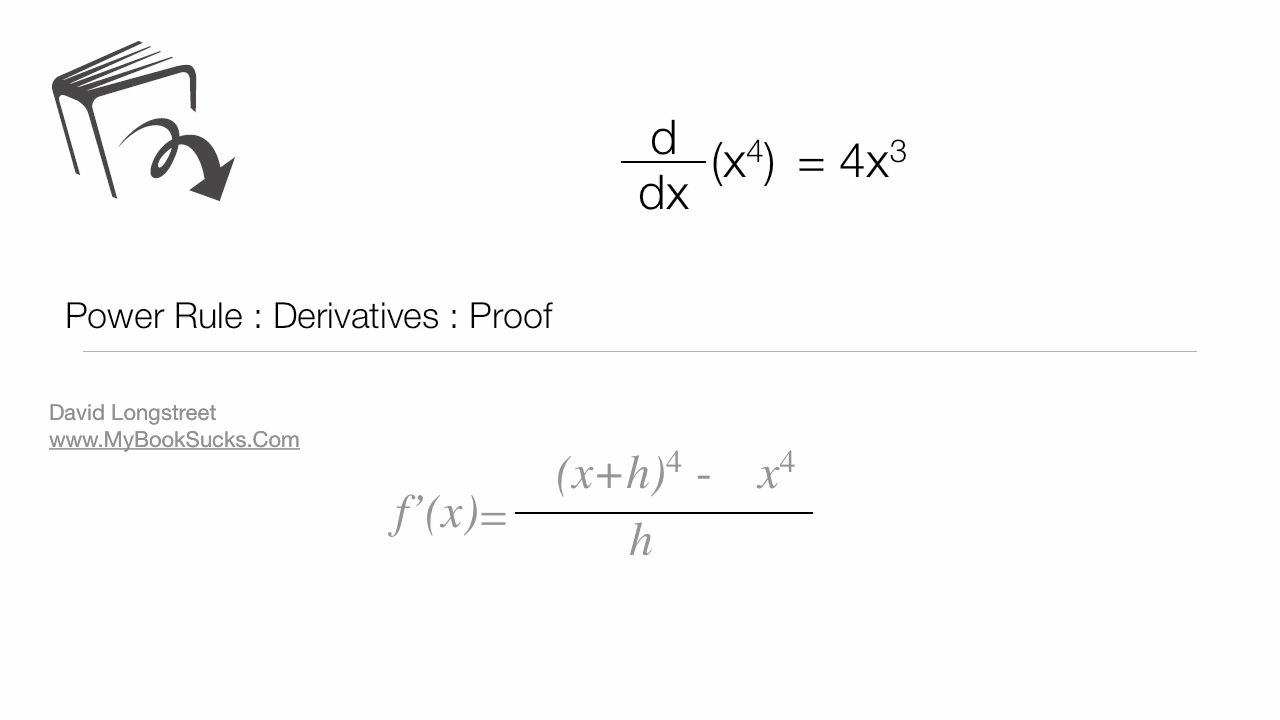 d
dx (x⁴) = 4x³
Power Rule : Derivatives : Proof
David Longstreet
www.MyBookSucks.Com
(x+h)⁴ - x⁴
f’(x)=
h